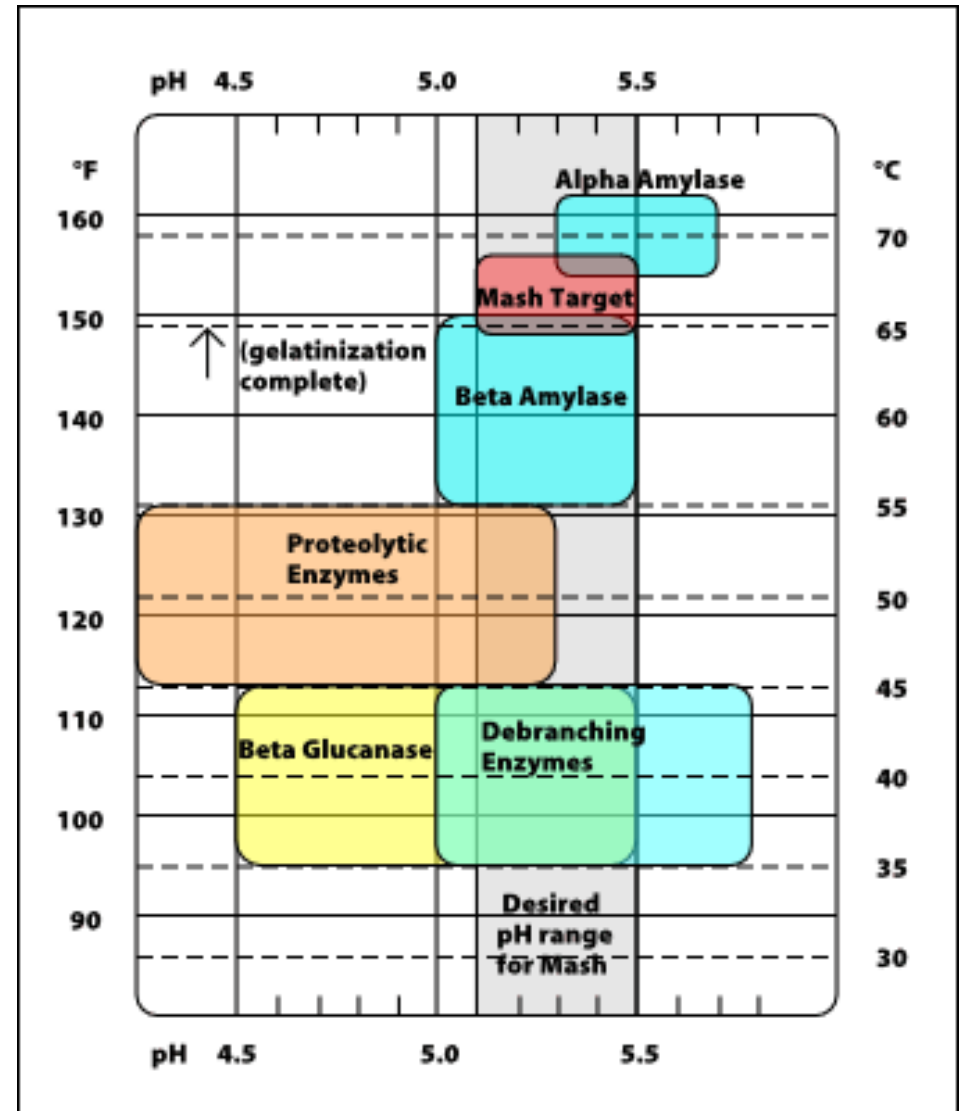 pH 4.5 5.0 5.5
°F °C
Alpha Amylase
160
70
Mash Target
150
65
(gelatinization
complete)
Beta Amylase
140
60
130
55
Proteolytic
Enzymes
50
120
45
110
Debranching
Enzymes
Beta Glucanase
40
100
35
90
Desired
pH range
for Mash
30
pH 4.5 5.0 5.5